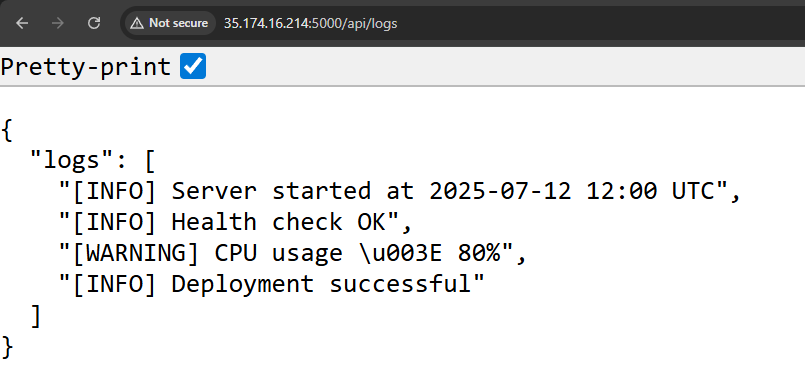 Not secure 35.174.16.214:5000/api/logs
Pretty-print
{
"logs": [
"[INFO] Server started at 2025-07-12 12:00 UTC",
"[INFO] Health check OK",
"[WARNING] CPU usage \u003E 80%",
"[INFO] Deployment successful"
]
}